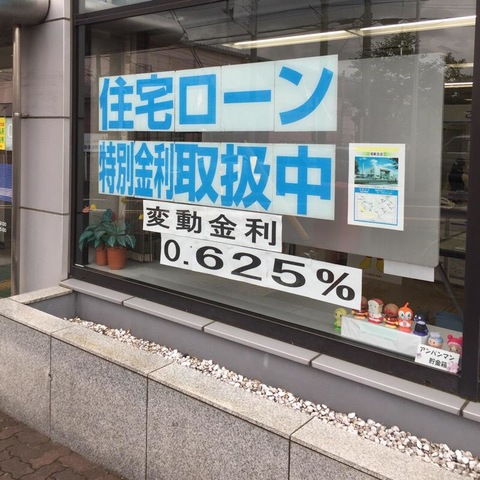 住宅ローン
特別金利取扱中
変動金利
0.625%
アンパンマン
貯金箱